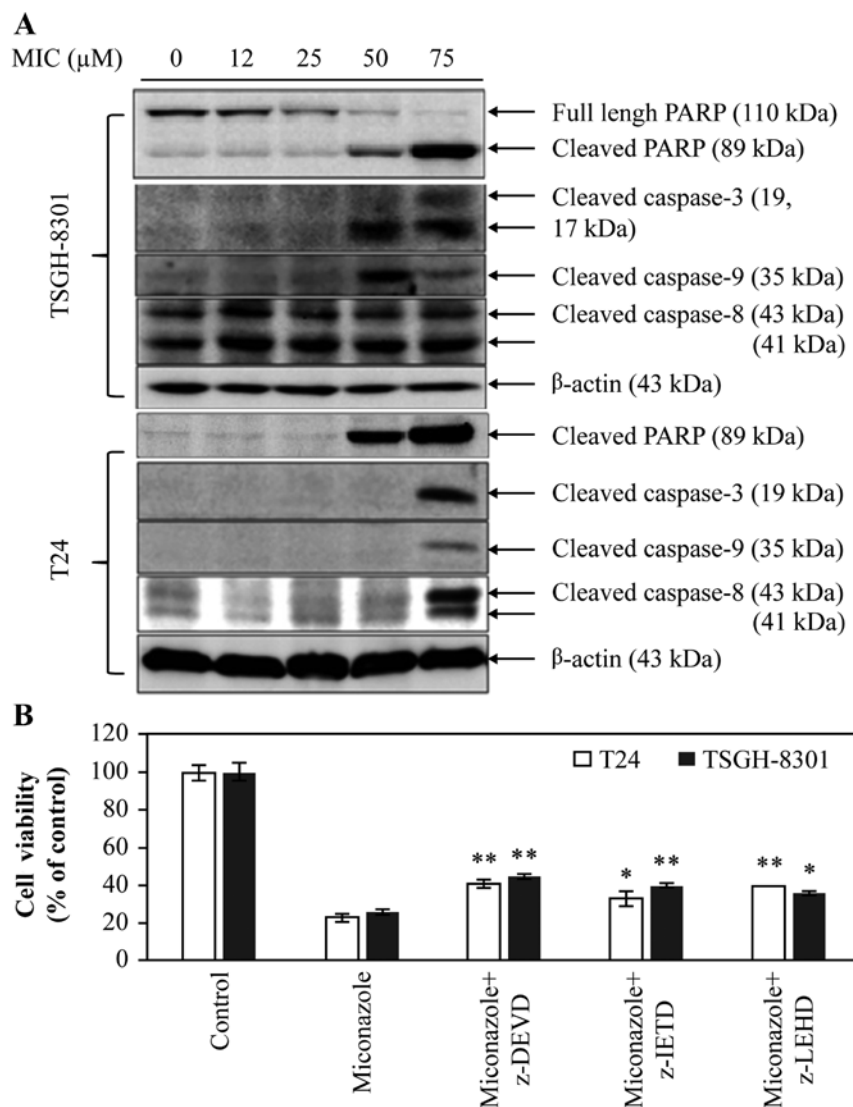 A
MIC (µM) 0 12 25 50 75
TSGH-8301
Full lengh PARP (110 kDa)
Cleaved PARP (89 kDa)
Cleaved caspase-3 (19,
17 kDa)
Cleaved caspase-9 (35 kDa)
Cleaved caspase-8 (43 kDa)
(41 kDa)
β-actin (43 kDa)
T24
Cleaved PARP (89 kDa)
Cleaved caspase-3 (19 kDa)
Cleaved caspase-9 (35 kDa)
Cleaved caspase-8 (43 kDa)
(41 kDa)
β-actin (43 kDa)
B
Cell viability
(% of control)
120
100
80
60
40
20
0
T24 TSGH-8301
** ** * ** ** *
Control
Miconazole
Miconazole+
z-DEVD
Miconazole+
z-IETD
Miconazole+
z-LEHD